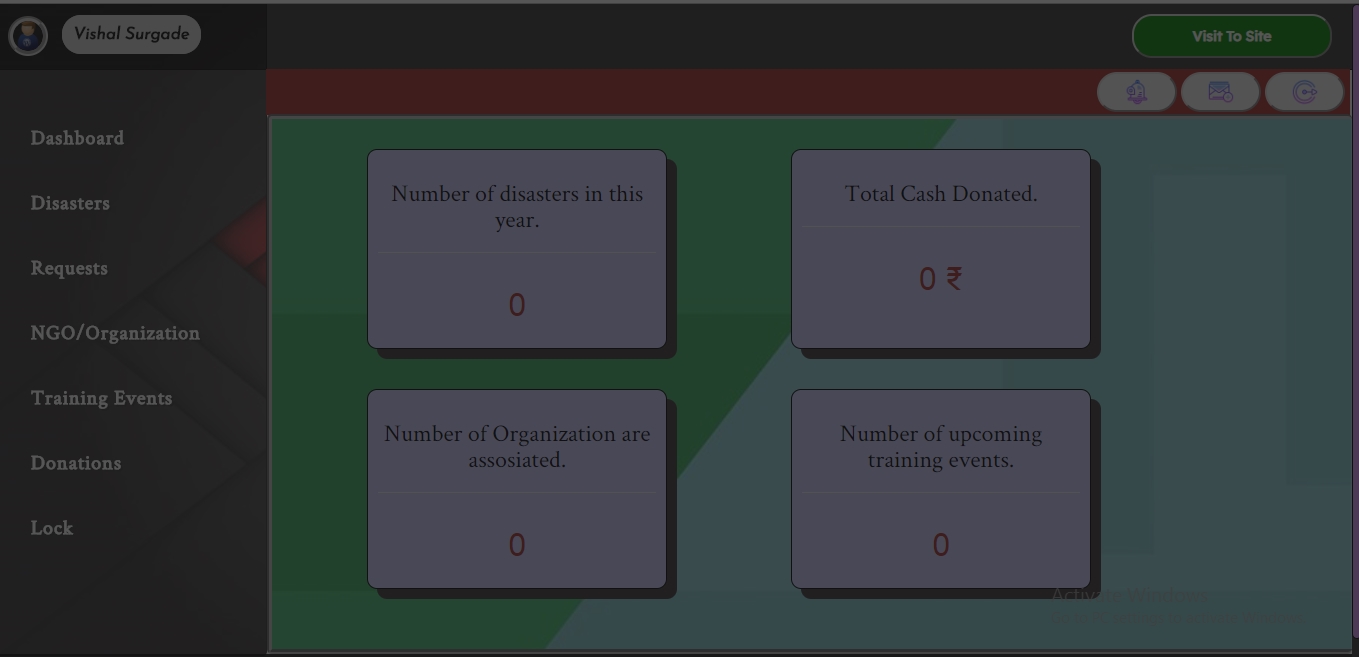 Vishal Surgade
Visit To Site
Dashboard
Disasters
Requests
NGO/Organization
Training Events
Donations
Lock
Number of disasters in this
year.
0
Total Cash Donated.
0 ₹
Number of Organization are
assosiated.
0
Number of upcoming
training events.
0
Activate Windows